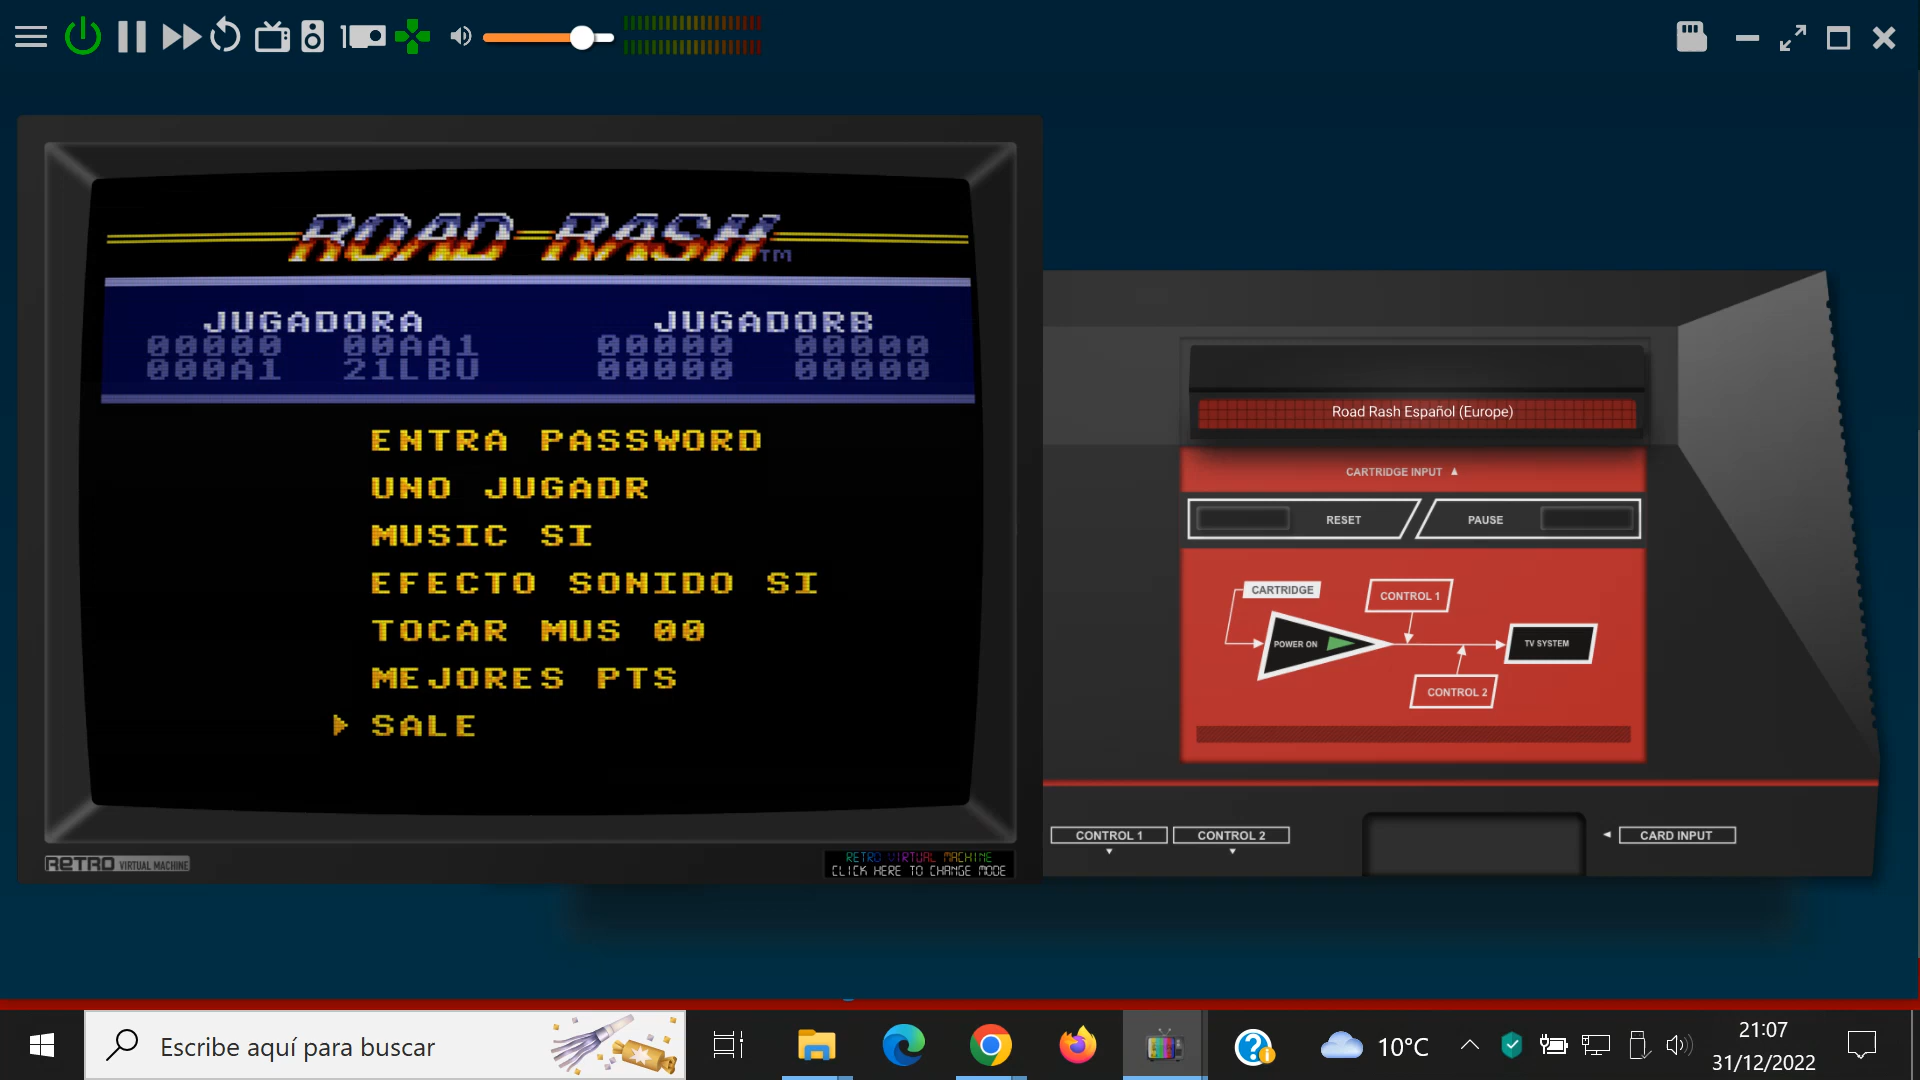 ROAD RASH TM
JUGADORA JUGADORB
00000 00AA1 00000 00000
000A1 21LBU 00000 00000
ENTRA PASSWORD
UNO JUGADR
MUSIC SI
EFECTO SONIDO SI
TOCAR MUS 00
MEJORES PTS
SALE
RETRO VIRTUAL MACHINE
RETRO VIRTUAL MACHINE
CLICK HERE TO CHANGE MODE
Road Rash Español (Europe)
CARTRIDGE INPUT
RESET PAUSE
CARTRIDGE
CONTROL 1
POWER ON
TV SYSTEM
CONTROL 2
CONTROL 1 CONTROL 2 CARD INPUT
Escribe aquí para buscar
10°C
21:07
31/12/2022